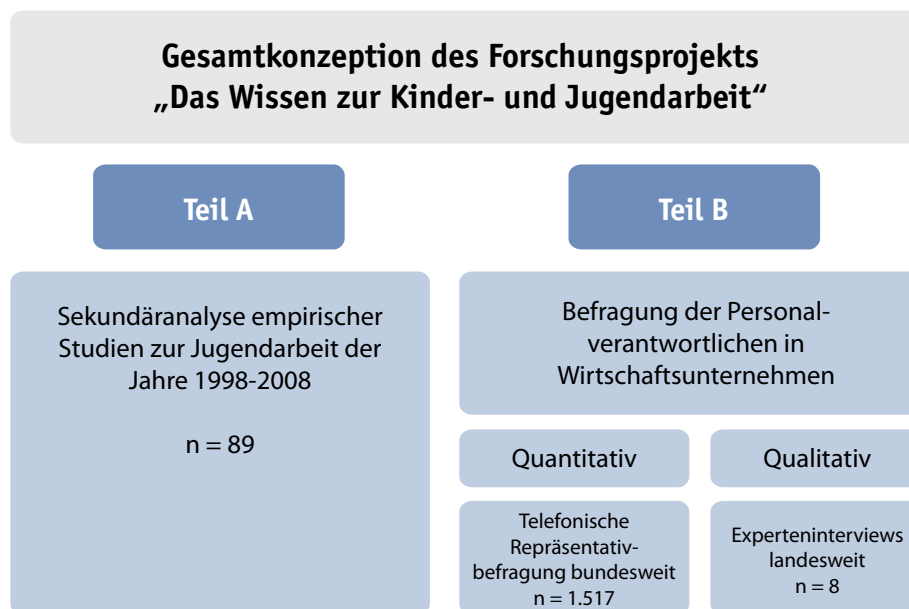 Gesamtkonzeption des Forschungsprojekts
„Das Wissen zur Kinder- und Jugendarbeit“
Teil A
Sekundäranalyse empirischer
Studien zur Jugendarbeit der
Jahre 1998-2008
n = 89
Teil B
Befragung der Personal-
verantwortlichen in
Wirtschaftsunternehmen
Quantitativ
Telefonische
Repräsentativ-
befragung bundesweit
n = 1.517
Qualitativ
Experteninterviews
landesweit
n = 8